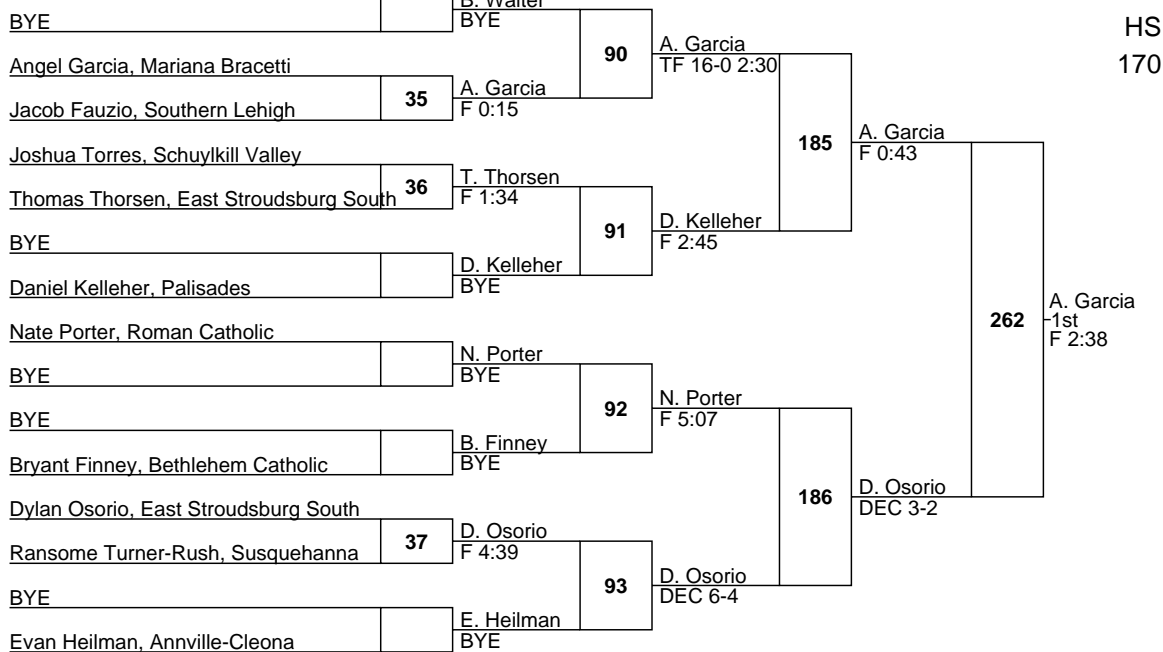 B. Walter
BYE
BYE
HS
170
90
A. Garcia
TF 16-0 2:30
Angel Garcia, Mariana Bracetti
35
A. Garcia
F 0:15
Jacob Fauzio, Southern Lehigh
185
A. Garcia
F 0:43
Joshua Torres, Schuylkill Valley
36
T. Thorsen
F 1:34
Thomas Thorsen, East Stroudsburg South
91
D. Kelleher
F 2:45
BYE
D. Kelleher
BYE
Daniel Kelleher, Palisades
262
A. Garcia
1st
F 2:38
Nate Porter, Roman Catholic
N. Porter
BYE
BYE
92
N. Porter
F 5:07
BYE
B. Finney
BYE
Bryant Finney, Bethlehem Catholic
186
D. Osorio
DEC 3-2
Dylan Osorio, East Stroudsburg South
37
D. Osorio
F 4:39
Ransome Turner-Rush, Susquehanna
93
D. Osorio
DEC 6-4
BYE
E. Heilman
BYE
Evan Heilman, Annville-Cleona